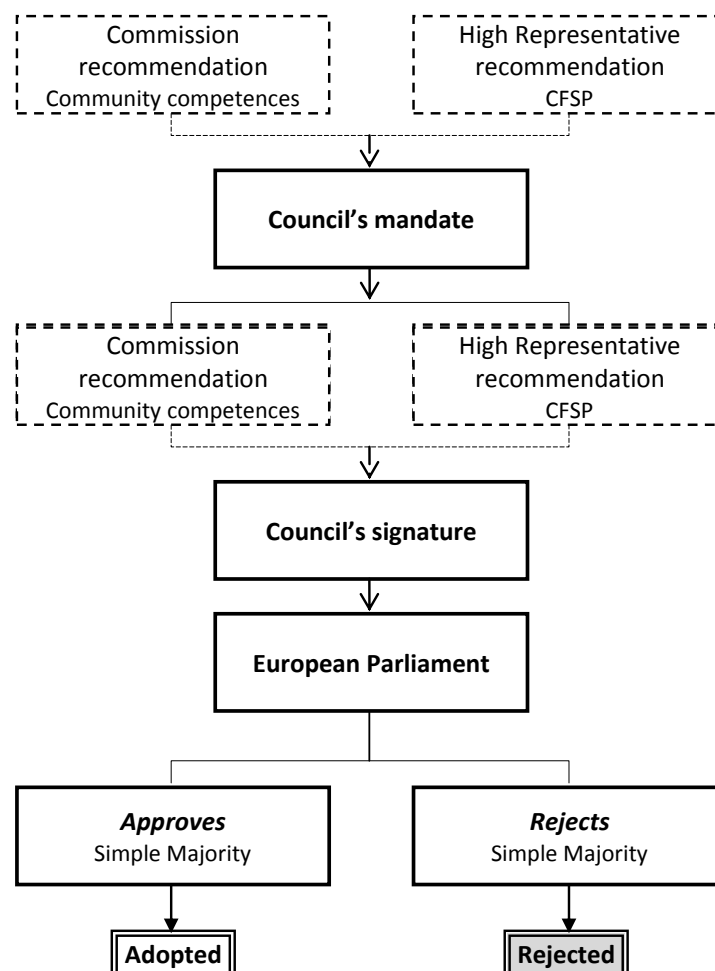 Commission
recommendation
Community competences
High Representative
recommendation
CFSP
Council’s mandate
Commission
recommendation
Community competences
High Representative
recommendation
CFSP
Council’s signature
European Parliament
Approves
Simple Majority
Rejects
Simple Majority
Adopted
Rejected